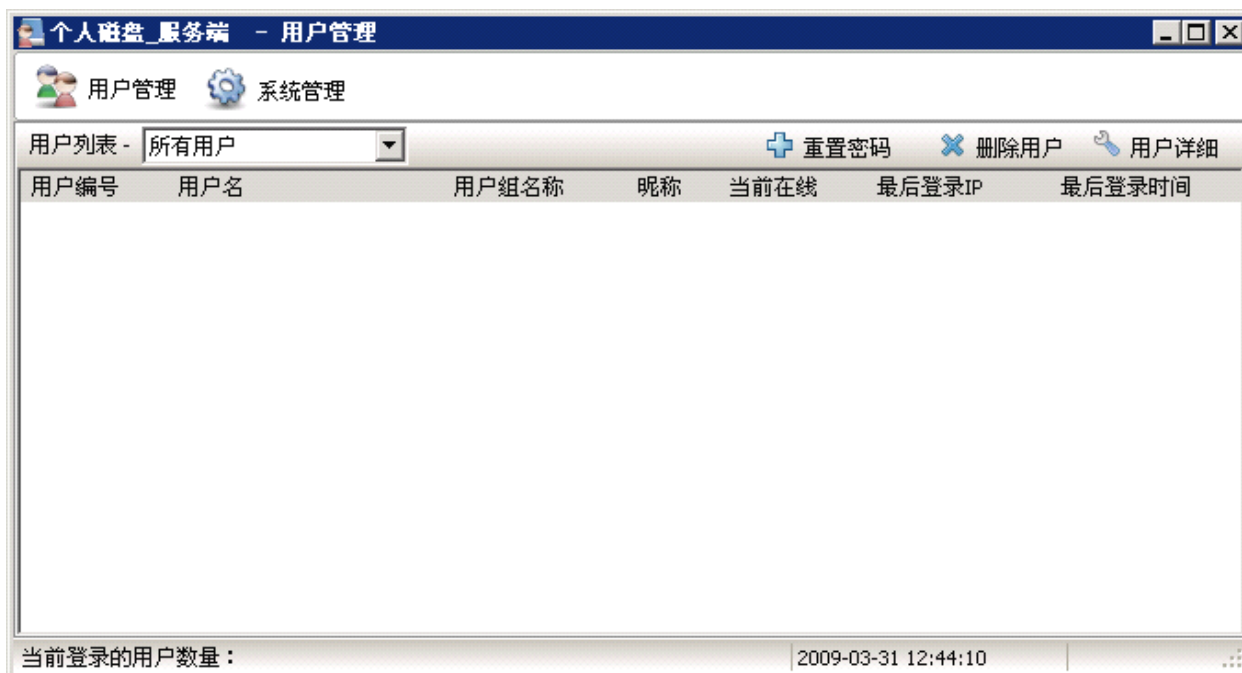 个人磁盘_服务端 - 用户管理
用户管理 系统管理
用户列表 - 所有用户 重置密码 删除用户 用户详细
用户编号 用户名 用户组名称 昵称 当前在线 最后登录IP 最后登录时间
当前登录的用户数量： 2009-03-31 12:44:10